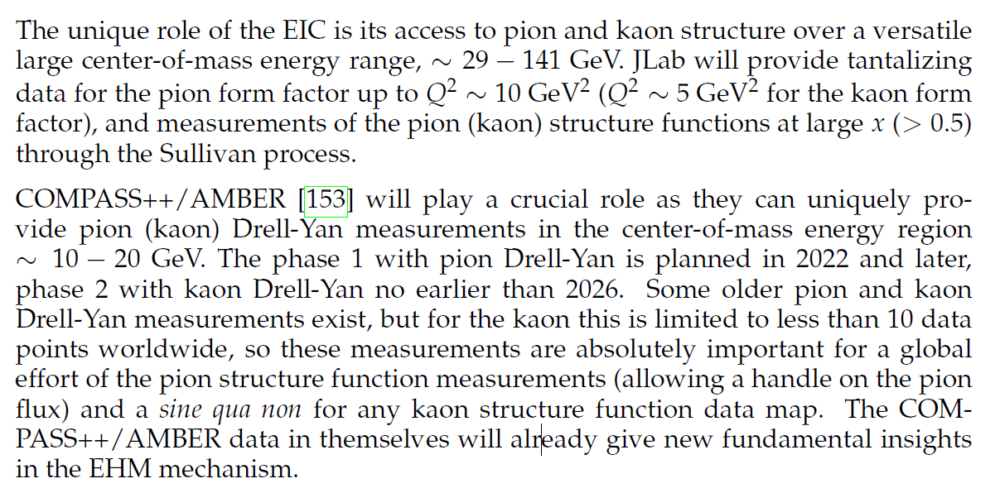 The unique role of the EIC is its access to pion and kaon structure over a versatile
large center-of-mass energy range, ∼ 29 – 141 GeV. JLab will provide tantalizing
data for the pion form factor up to Q² ∼ 10 GeV² (Q² ∼ 5 GeV² for the kaon form
factor), and measurements of the pion (kaon) structure functions at large x (> 0.5)
through the Sullivan process.
COMPASS++/AMBER [153] will play a crucial role as they can uniquely pro-
vide pion (kaon) Drell-Yan measurements in the center-of-mass energy region
∼ 10 – 20 GeV. The phase 1 with pion Drell-Yan is planned in 2022 and later,
phase 2 with kaon Drell-Yan no earlier than 2026. Some older pion and kaon
Drell-Yan measurements exist, but for the kaon this is limited to less than 10 data
points worldwide, so these measurements are absolutely important for a global
effort of the pion structure function measurements (allowing a handle on the pion
flux) and a sine qua non for any kaon structure function data map. The COM-
PASS++/AMBER data in themselves will already give new fundamental insights
in the EHM mechanism.